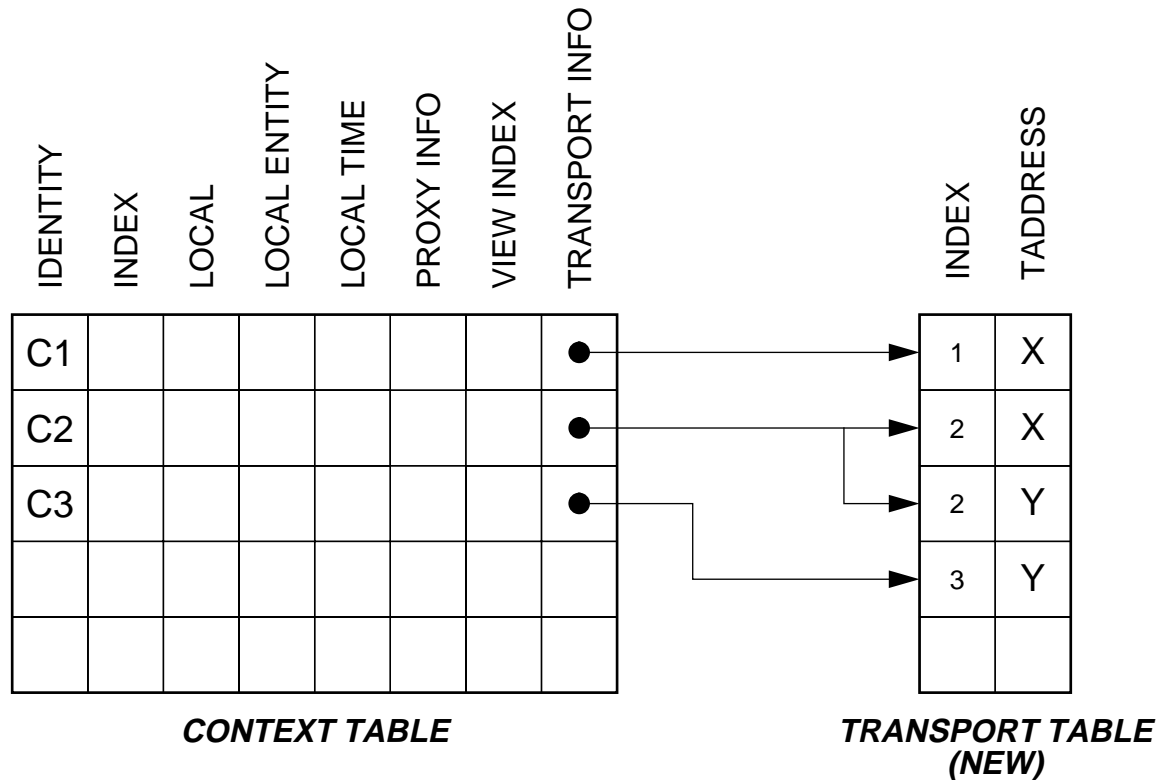 IDENTITY
INDEX
LOCAL
LOCAL ENTITY
LOCAL TIME
PROXY INFO
VIEW INDEX
TRANSPORT INFO
INDEX
TADDRESS
C1
1 X
C2
2 X
C3
2 Y
3 Y
CONTEXT TABLE
TRANSPORT TABLE
(NEW)